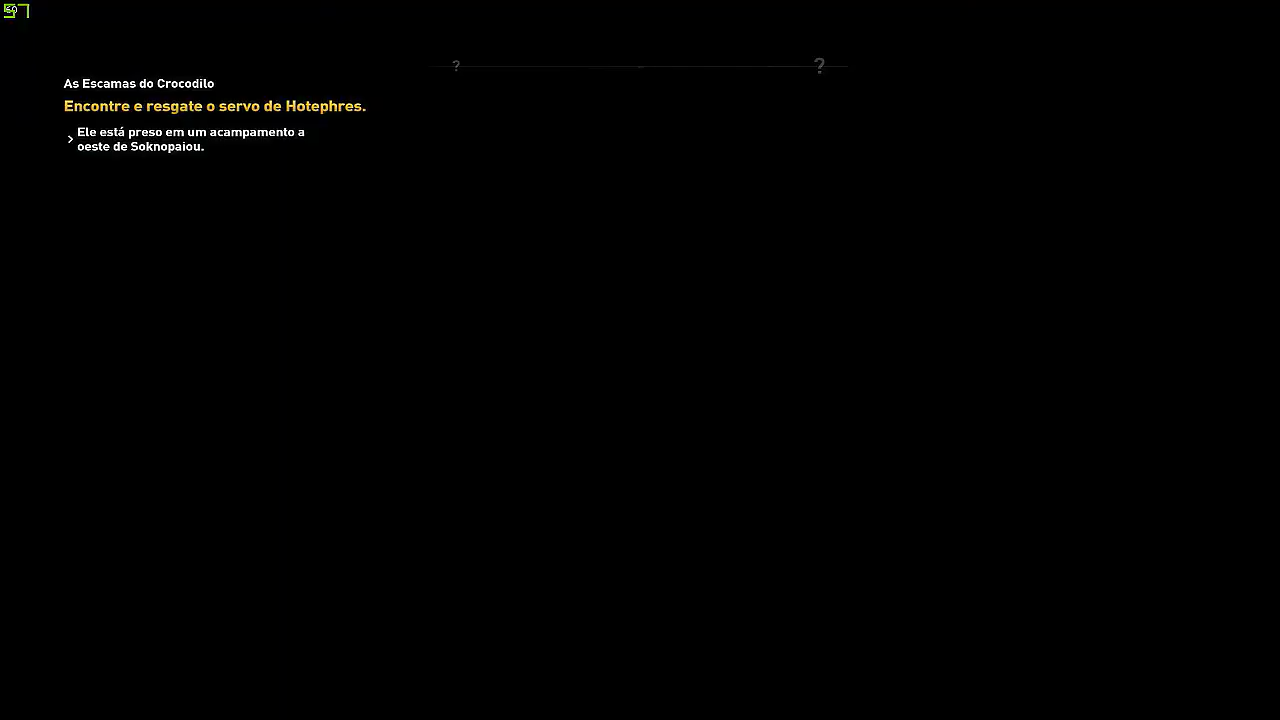 ?
?
As Escamas do Crocodilo
Encontre e resgate o servo de Hotephres.
> Ele está preso em um acampamento a
oeste de Soknopaiou.